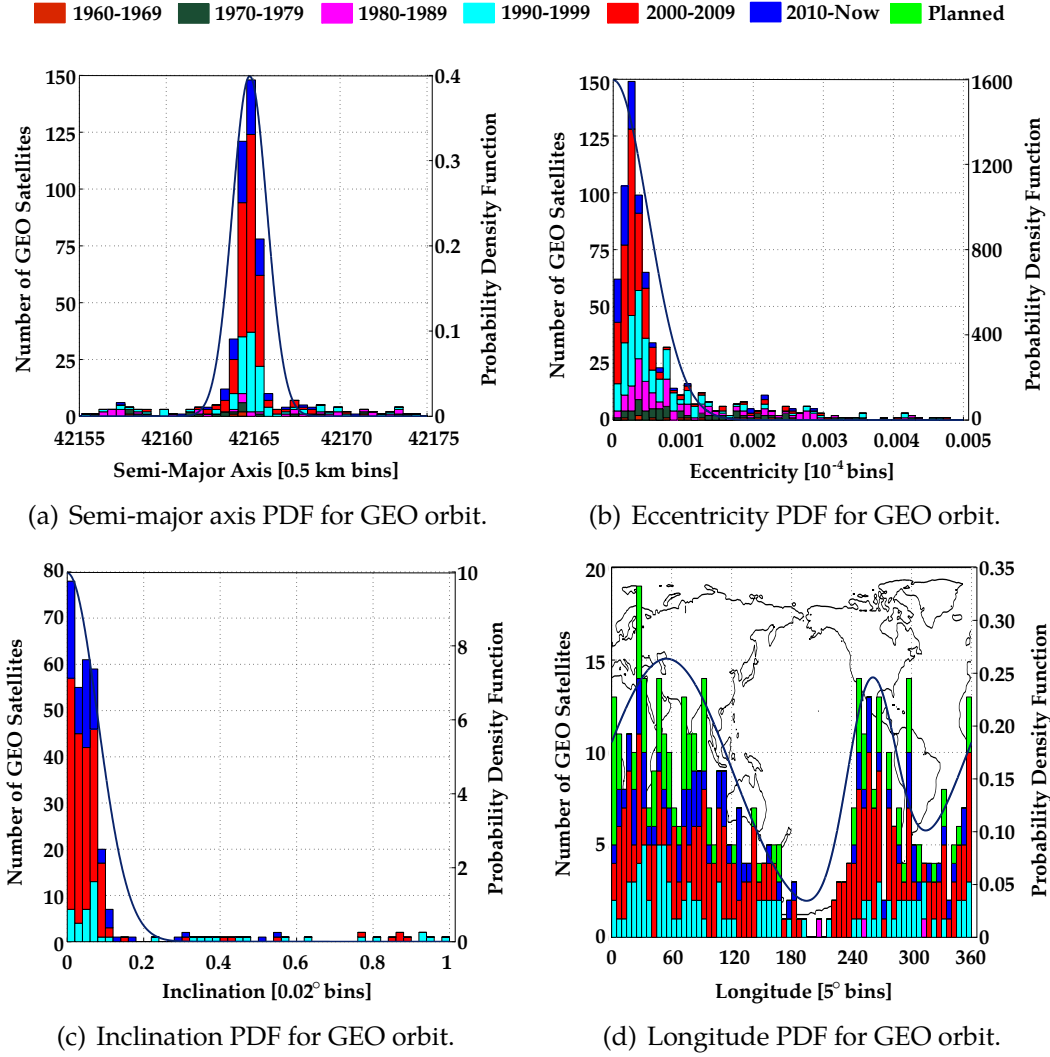 1960-1969 1970-1979 1980-1989 1990-1999 2000-2009 2010-Now Planned
150
125
100
75
50
25
0
Number of GEO Satellites
0.4
0.3
0.2
0.1
0
Probability Density Function
42155 42160 42165 42170 42175
Semi-Major Axis [0.5 km bins]
(a) Semi-major axis PDF for GEO orbit.
150
125
100
75
50
25
0
Number of GEO Satellites
1600
1200
800
400
0
Probability Density Function
0 0.001 0.002 0.003 0.004 0.005
Eccentricity [10-4 bins]
(b) Eccentricity PDF for GEO orbit.
80
70
60
50
40
30
20
10
0
Number of GEO Satellites
10
8
6
4
2
0
Probability Density Function
0 0.2 0.4 0.6 0.8 1
Inclination [0.02° bins]
(c) Inclination PDF for GEO orbit.
20
15
10
5
0
Number of GEO Satellites
0.35
0.30
0.25
0.20
0.15
0.10
0.05
0
Probability Density Function
0 60 120 180 240 300 360
Longitude [5° bins]
(d) Longitude PDF for GEO orbit.